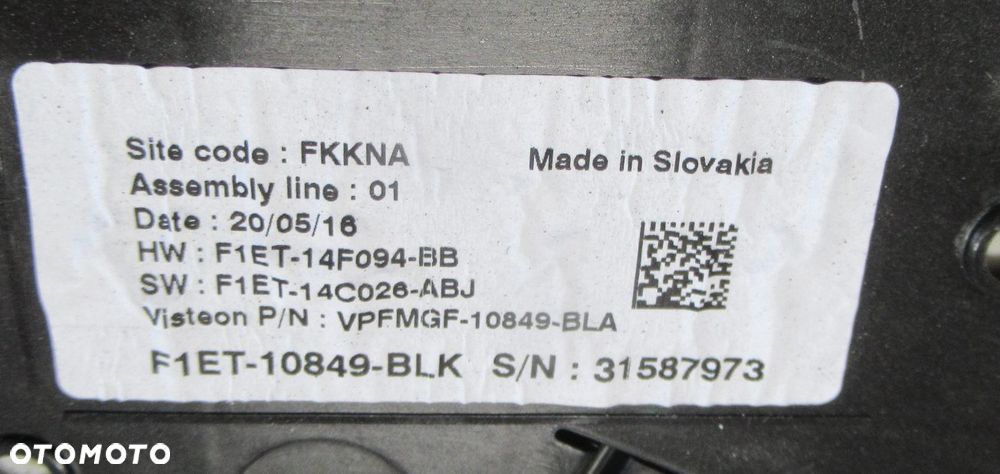 Site code : FKKNA
Made in Slovakia
Assembly line : 01
Date : 20/05/16
HW : F1ET-14F094-BB
SW : F1ET-14C026-ABJ
Visteon P/N : VPFMGF-10849-BLA
F1ET-10849-BLK S/N : 31587973
OTOMOTO